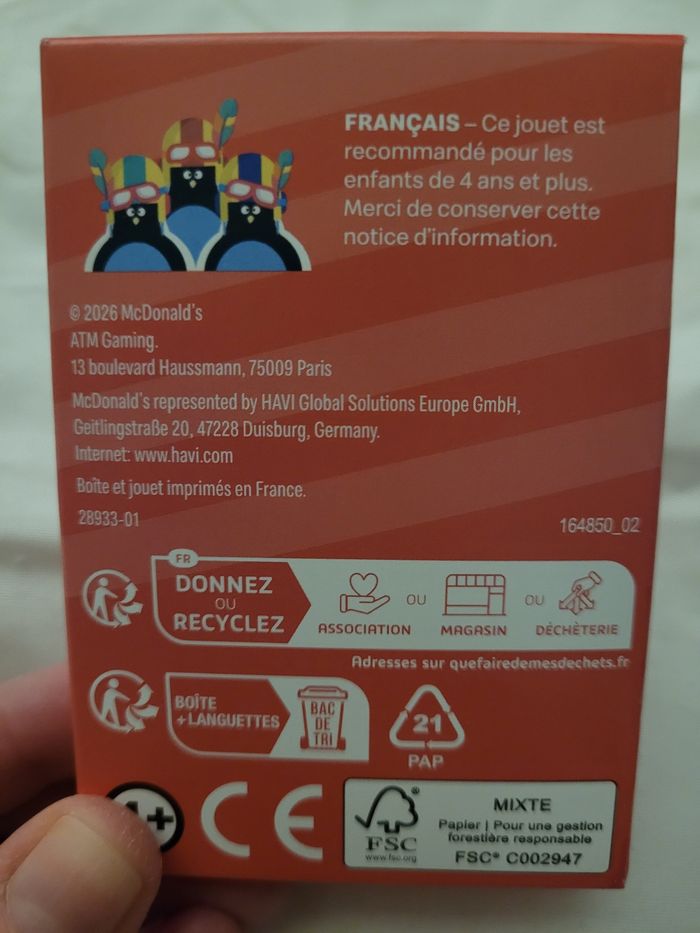 FRANÇAIS – Ce jouet est
recommandé pour les
enfants de 4 ans et plus.
Merci de conserver cette
notice d'information.
© 2026 McDonald's
ATM Gaming.
13 boulevard Haussmann, 75009 Paris
McDonald's represented by HAVI Global Solutions Europe GmbH,
Geitlingstraße 20, 47228 Duisburg, Germany.
Internet: www.havi.com
Boîte et jouet imprimés en France.
28933-01
164850_02
FR
DONNEZ
OU
RECYCLEZ
ASSOCIATION
OU
MAGASIN
OU
DÉCHÈTERIE
Adresses sur quefairedemesdechets.fr
BOÎTE
+ LANGUETTES
BAC
DE
TRI
21
PAP
4+
CE
FSC
www.fsc.org
MIXTE
Papier | Pour une gestion
forestière responsable
FSC® C002947